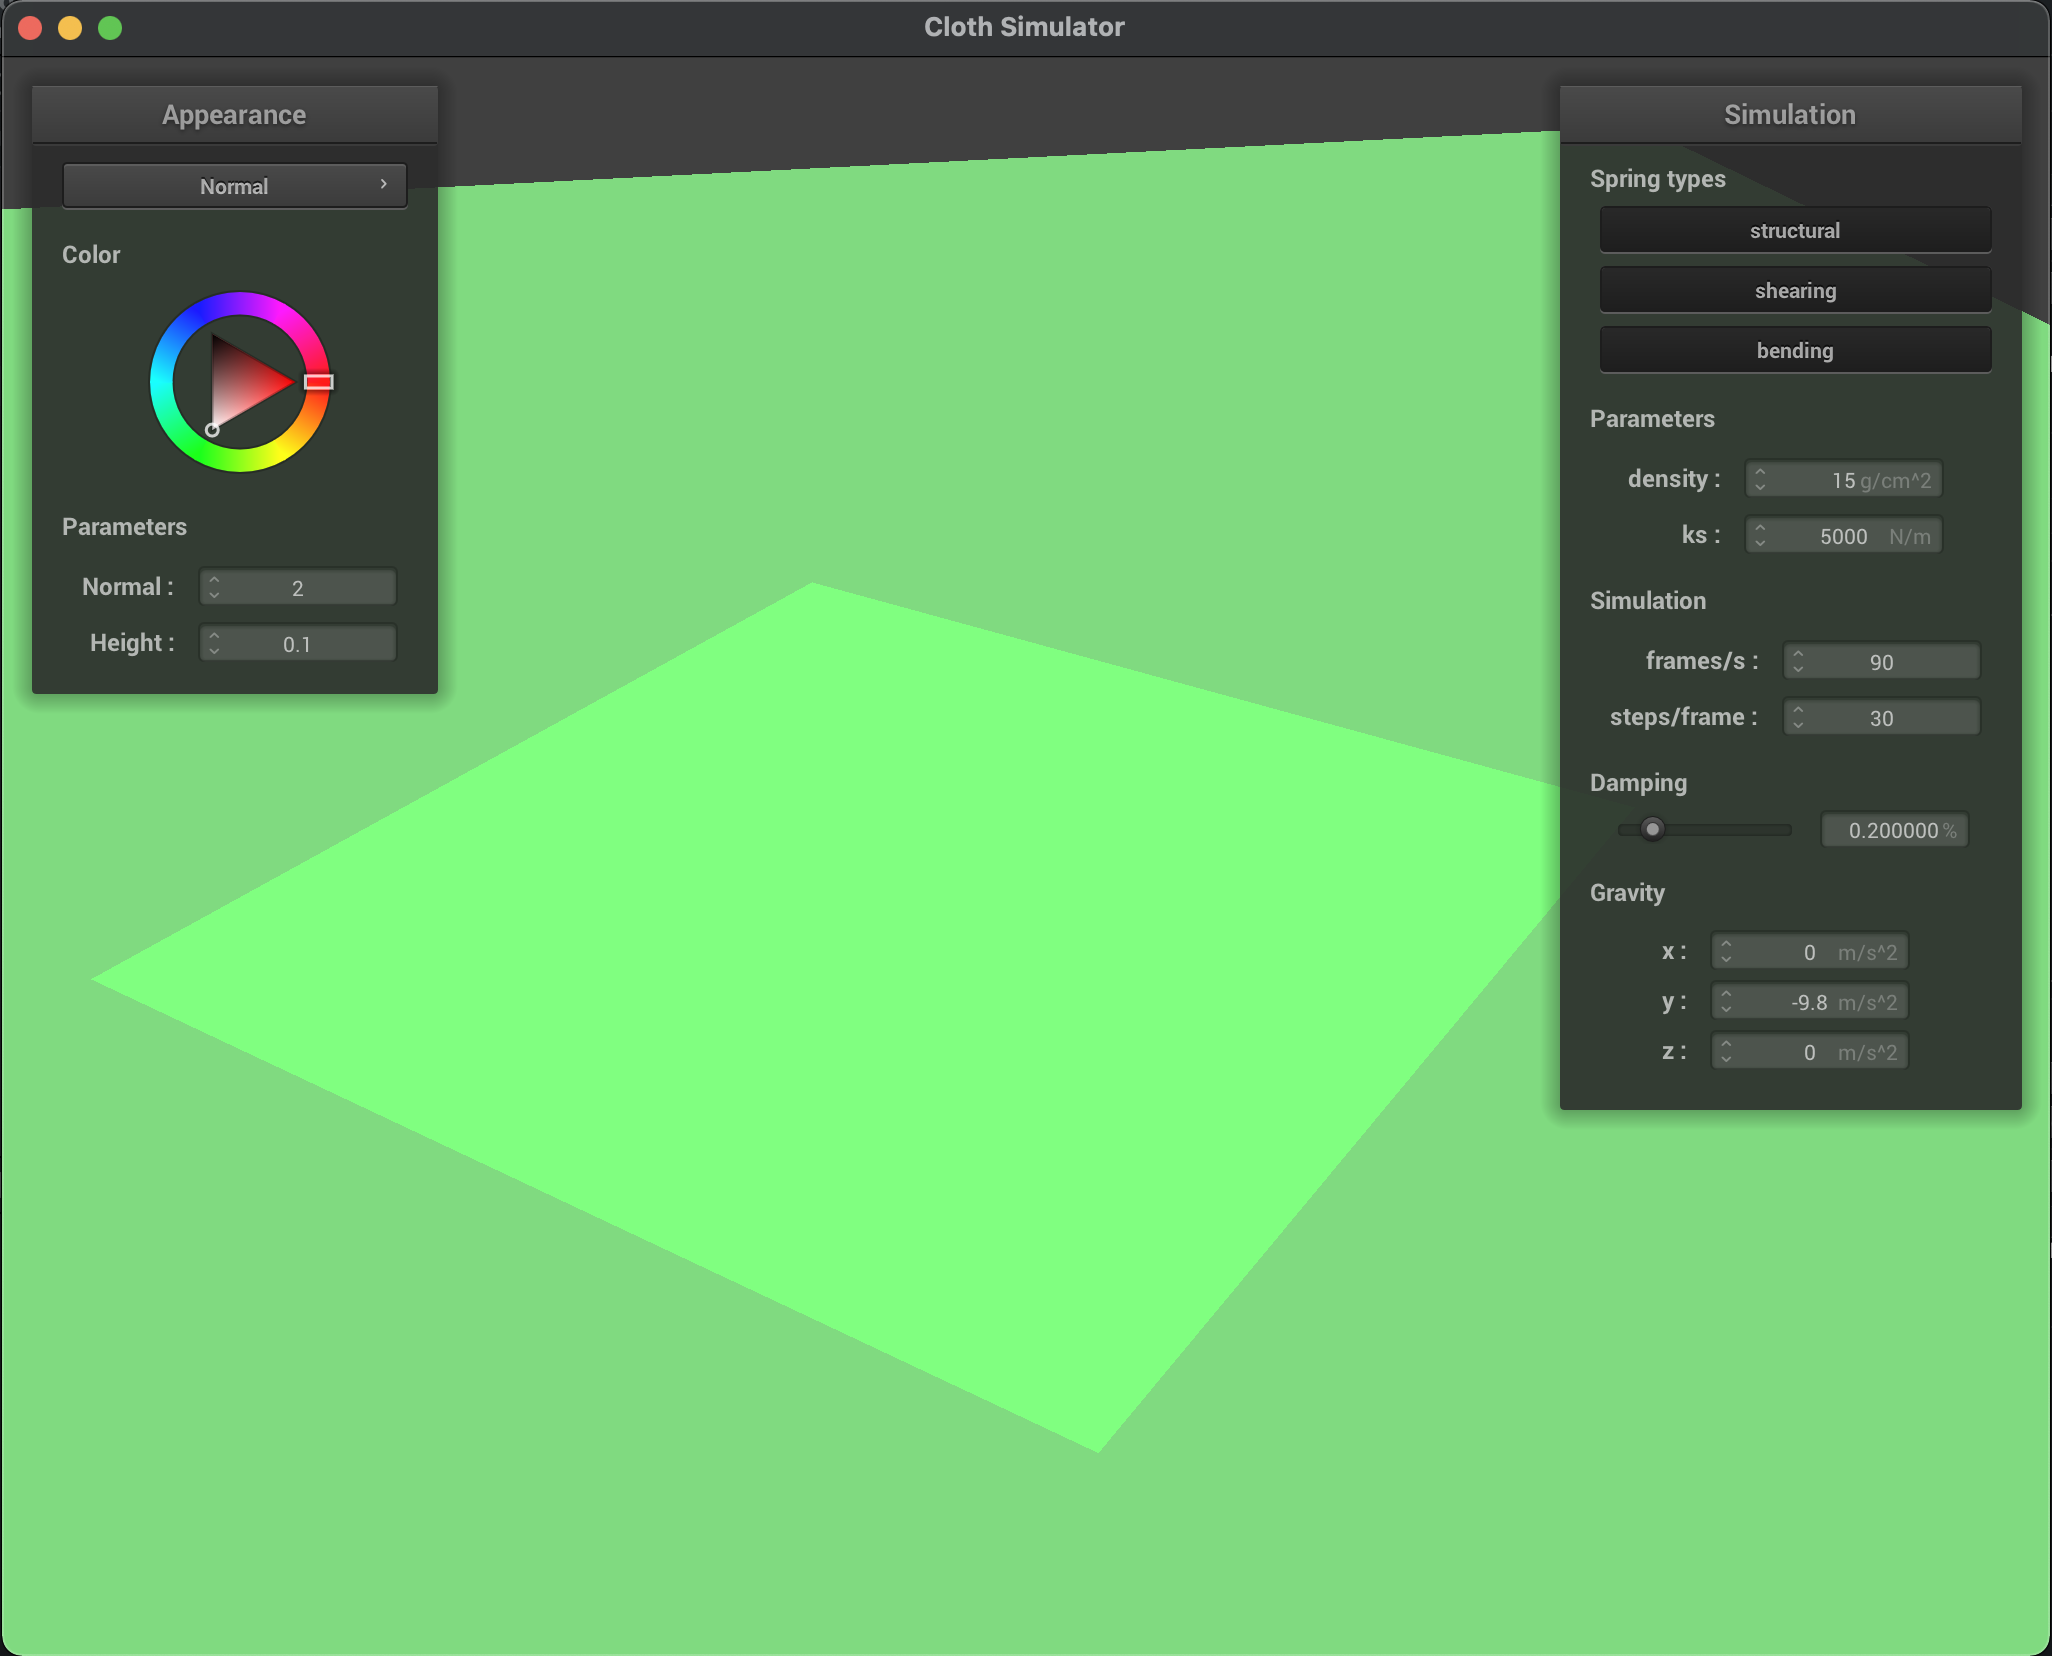 Cloth Simulator
Appearance
Normal
Color
Parameters
Normal : 2
Height : 0.1
Simulation
Spring types
structural
shearing
bending
Parameters
density : 15 g/cm^2
ks : 5000 N/m
Simulation
frames/s : 90
steps/frame : 30
Damping
0.200000 %
Gravity
x : 0 m/s^2
y : -9.8 m/s^2
z : 0 m/s^2